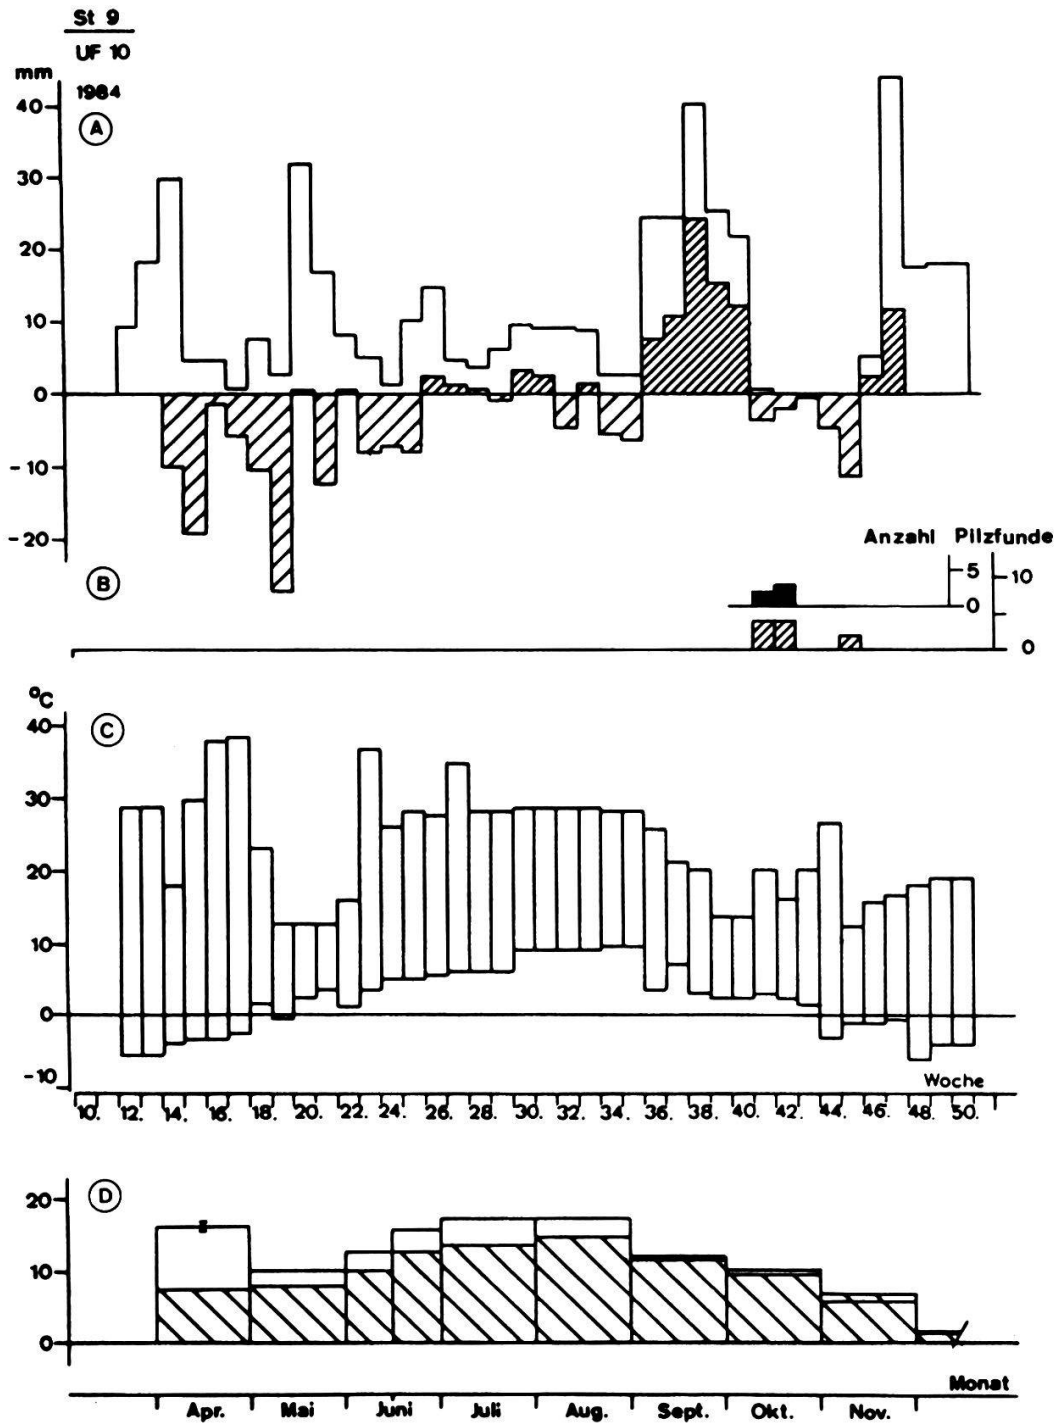 St 9
UF 10
1984
mm
A
40
30
20
10
0
-10
-20
B
Anzahl Pilzfunde
5
0
10
0
°C
C
40
30
20
10
0
-10
Woche
10. 12. 14. 16. 18. 20. 22. 24. 26. 28. 30. 32. 34. 36. 38. 40. 42. 44. 46. 48. 50.
D
20
10
0
Monat
Apr. Mai Juni Juli Aug. Sept. Okt. Nov.